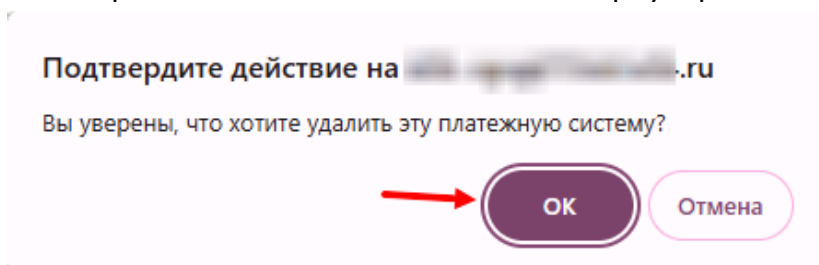 Подтвердите действие на .ru
Вы уверены, что хотите удалить эту платежную систему?
ОК
Отмена